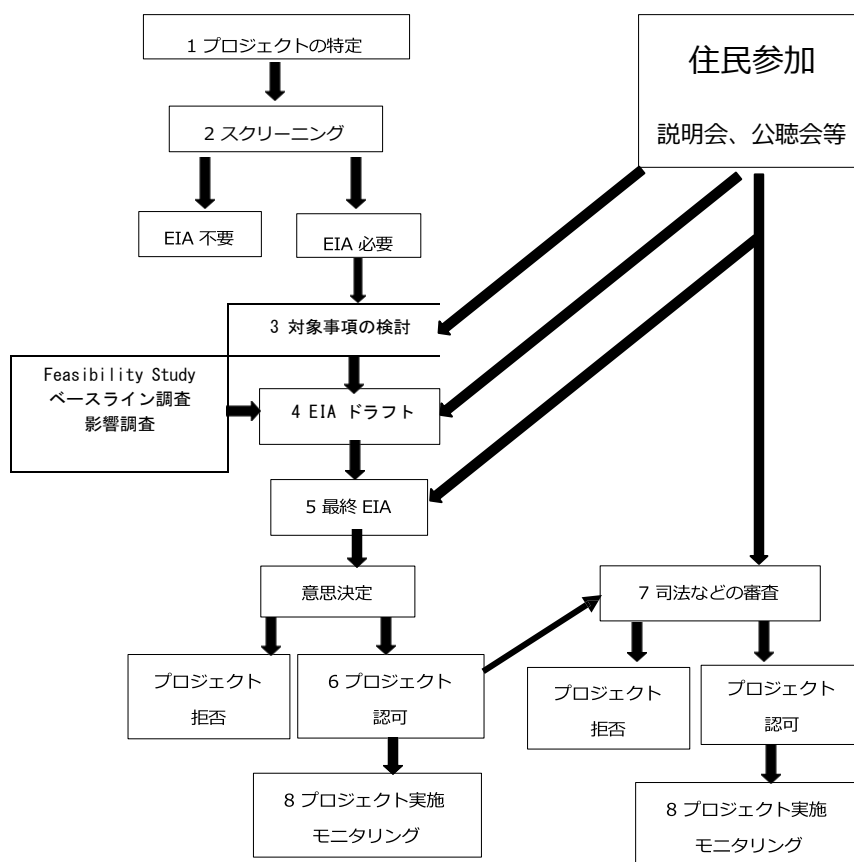 1 プロジェクトの特定
住民参加
説明会、公聴会等
2 スクリーニング
EIA 不要
EIA 必要
3 対象事項の検討
Feasibility Study
ベースライン調査
影響調査
4 EIA ドラフト
5 最終 EIA
意思決定
7 司法などの審査
プロジェクト
拒否
6 プロジェクト
認可
プロジェクト
拒否
プロジェクト
認可
8 プロジェクト実施
モニタリング
8 プロジェクト実施
モニタリング